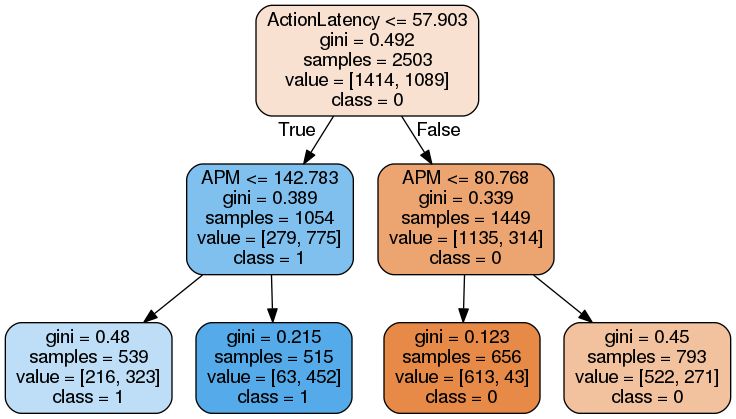 ActionLatency <= 57.903
gini = 0.492
samples = 2503
value = [1414, 1089]
class = 0
True
False
APM <= 142.783
gini = 0.389
samples = 1054
value = [279, 775]
class = 1
APM <= 80.768
gini = 0.339
samples = 1449
value = [1135, 314]
class = 0
gini = 0.48
samples = 539
value = [216, 323]
class = 1
gini = 0.215
samples = 515
value = [63, 452]
class = 1
gini = 0.123
samples = 656
value = [613, 43]
class = 0
gini = 0.45
samples = 793
value = [522, 271]
class = 0